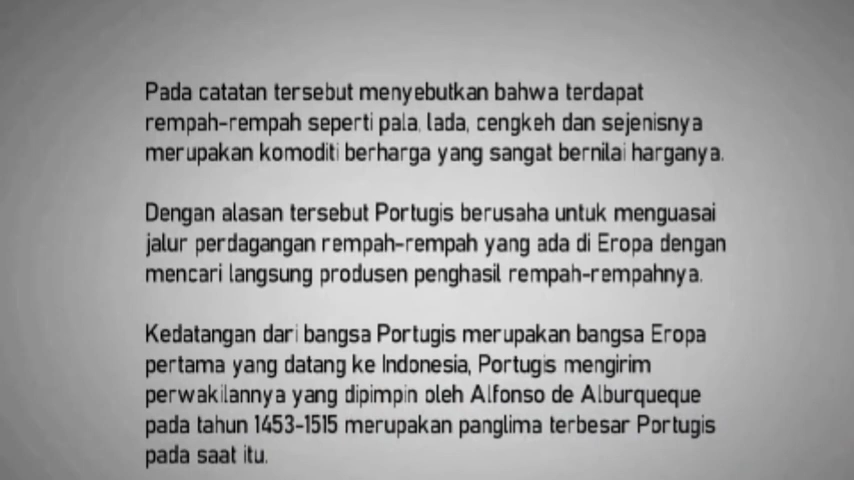 Pada catatan tersebut menyebutkan bahwa terdapat
rempah-rempah seperti pala, lada, cengkeh dan sejenisnya
merupakan komoditi berharga yang sangat bernilai harganya.
Dengan alasan tersebut Portugis berusaha untuk menguasai
jalur perdagangan rempah-rempah yang ada di Eropa dengan
mencari langsung produsen penghasil rempah-rempahnya.
Kedatangan dari bangsa Portugis merupakan bangsa Eropa
pertama yang datang ke Indonesia, Portugis mengirim
perwakilannya yang dipimpin oleh Alfonso de Alburqueque
pada tahun 1453-1515 merupakan panglima terbesar Portugis
pada saat itu.